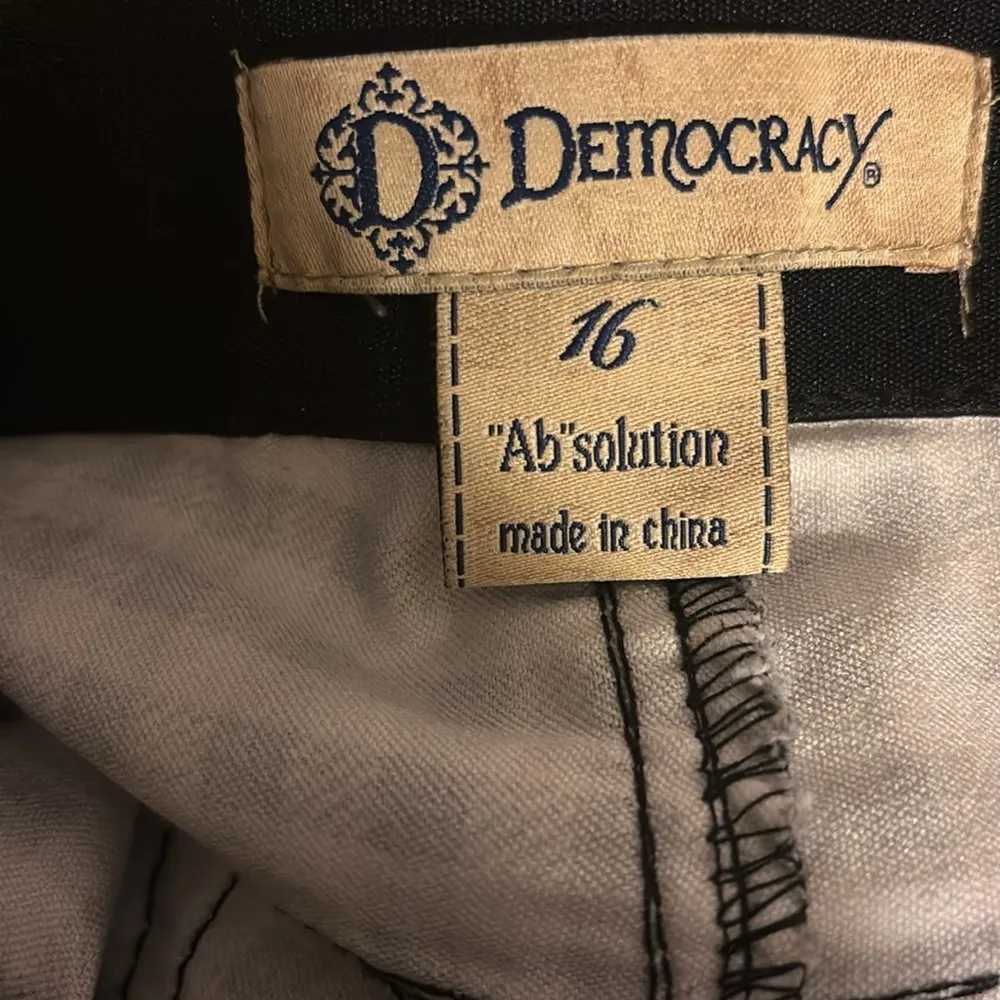 D DEMOCRACY®
16
"Ab"solution
made in china